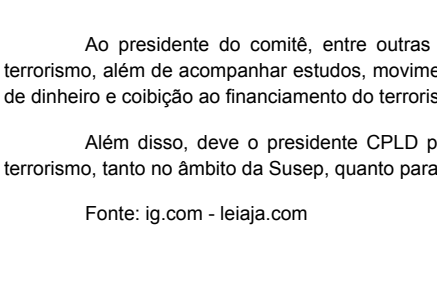 Ao presidente do comitê, entre outras
terrorismo, além de acompanhar estudos, movime
de dinheiro e coibição ao financiamento do terroris
Além disso, deve o presidente CPLD p
terrorismo, tanto no âmbito da Susep, quanto para
Fonte: ig.com - leiaja.com